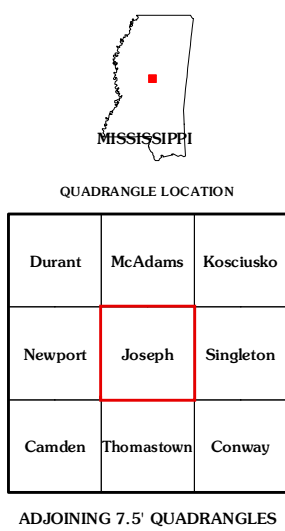 MISSISSIPPI
QUADRANGLE LOCATION
Durant McAdams Kosciusko
Newport Joseph Singleton
Camden Thomastown Conway
ADJOINING 7.5' QUADRANGLES